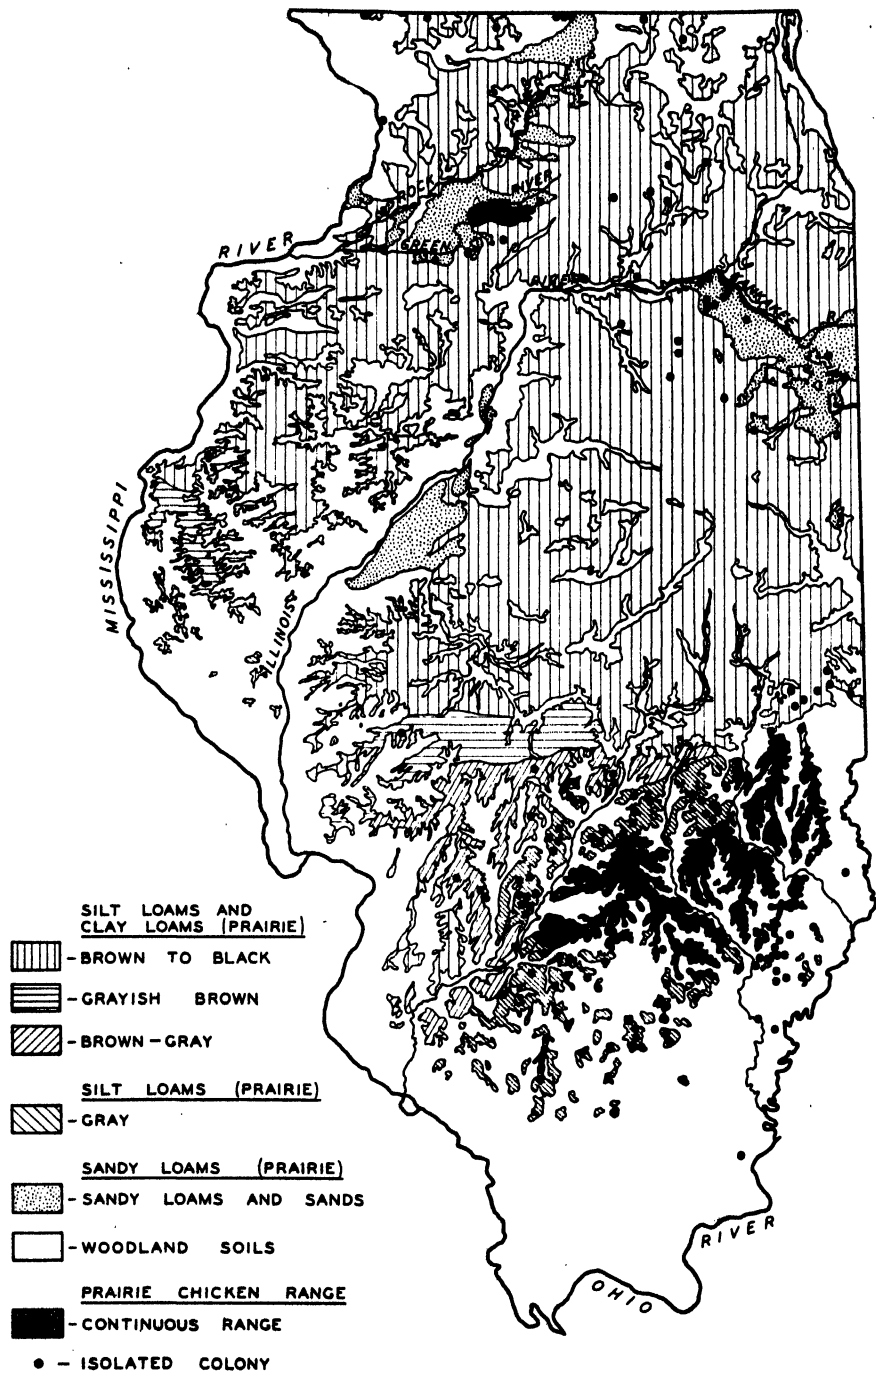 ROCK
RIVER
RIVER
GREEN
RIVER
KANKAKEE
R
MISSISSIPPI
ILLINOIS
SILT LOAMS AND
CLAY LOAMS (PRAIRIE)
- BROWN TO BLACK
- GRAYISH BROWN
- BROWN-GRAY
SILT LOAMS (PRAIRIE)
- GRAY
SANDY LOAMS (PRAIRIE)
- SANDY LOAMS AND SANDS
- WOODLAND SOILS
RIVER
PRAIRIE CHICKEN RANGE
OHIO
- CONTINUOUS RANGE
- ISOLATED COLONY